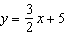 y = 3/2 x + 5